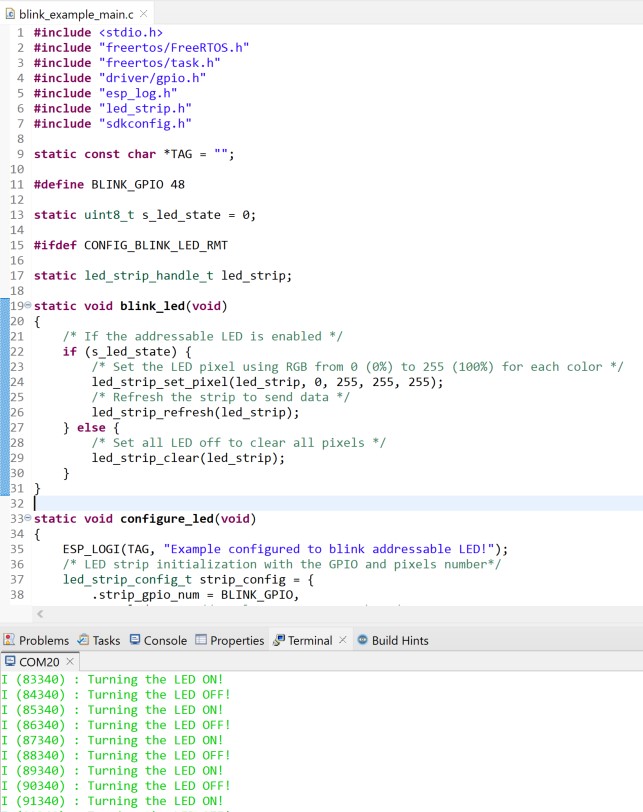 blink_example_main.c
1 #include <stdio.h>
2 #include "freertos/FreeRTOS.h"
3 #include "freertos/task.h"
4 #include "driver/gpio.h"
5 #include "esp_log.h"
6 #include "led_strip.h"
7 #include "sdkconfig.h"
8
9 static const char *TAG = "";
10
11 #define BLINK_GPIO 48
12
13 static uint8_t s_led_state = 0;
14
15 #ifdef CONFIG_BLINK_LED_RMT
16
17 static led_strip_handle_t led_strip;
18
19 static void blink_led(void)
20 {
21     /* If the addressable LED is enabled */
22     if (s_led_state) {
23         /* Set the LED pixel using RGB from 0 (0%) to 255 (100%) for each color */
24         led_strip_set_pixel(led_strip, 0, 255, 255, 255);
25         /* Refresh the strip to send data */
26         led_strip_refresh(led_strip);
27     } else {
28         /* Set all LED off to clear all pixels */
29         led_strip_clear(led_strip);
30     }
31 }
32
33 static void configure_led(void)
34 {
35     ESP_LOGI(TAG, "Example configured to blink addressable LED!");
36     /* LED strip initialization with the GPIO and pixels number*/
37     led_strip_config_t strip_config = {
38         .strip_gpio_num = BLINK_GPIO,
Problems Tasks Console Properties Terminal Build Hints
COM20
I (83340) : Turning the LED ON!
I (84340) : Turning the LED OFF!
I (85340) : Turning the LED ON!
I (86340) : Turning the LED OFF!
I (87340) : Turning the LED ON!
I (88340) : Turning the LED OFF!
I (89340) : Turning the LED ON!
I (90340) : Turning the LED OFF!
I (91340) : Turning the LED ON!